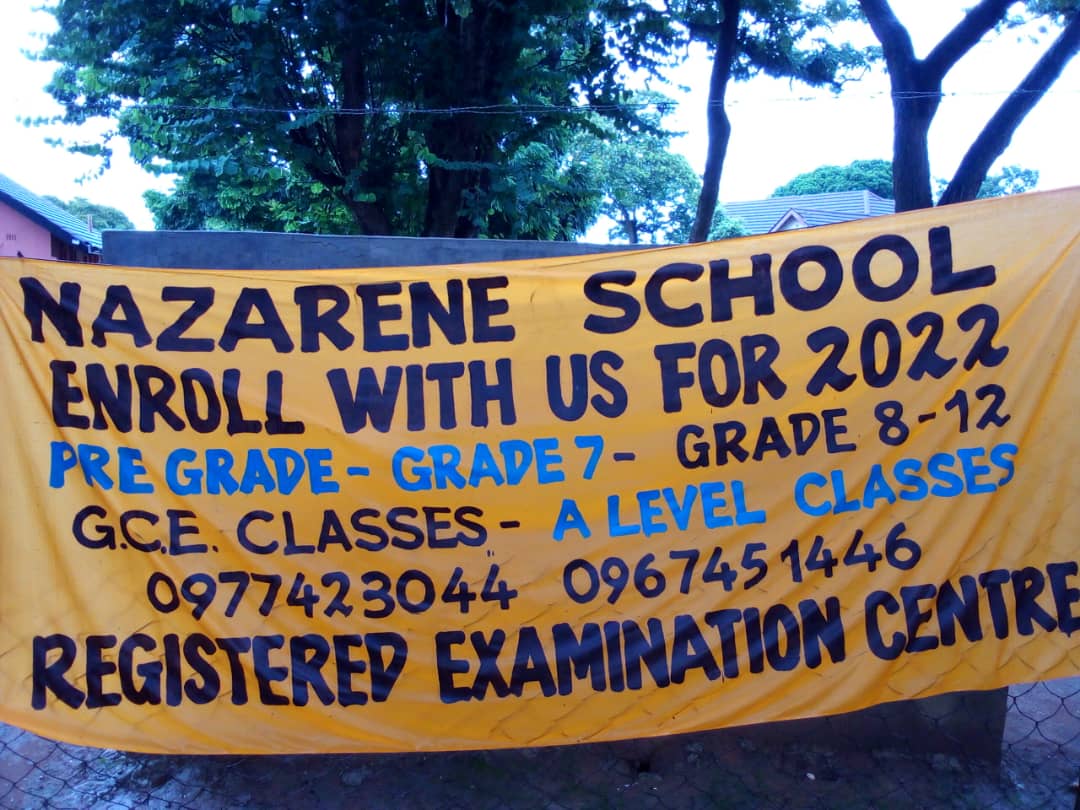 NAZARENE SCHOOL
ENROLL WITH US FOR 2022
PRE GRADE - GRADE 7 - GRADE 8-12
G.C.E. CLASSES - A LEVEL CLASSES
0977423044 0967451446
REGISTERED EXAMINATION CENTRE